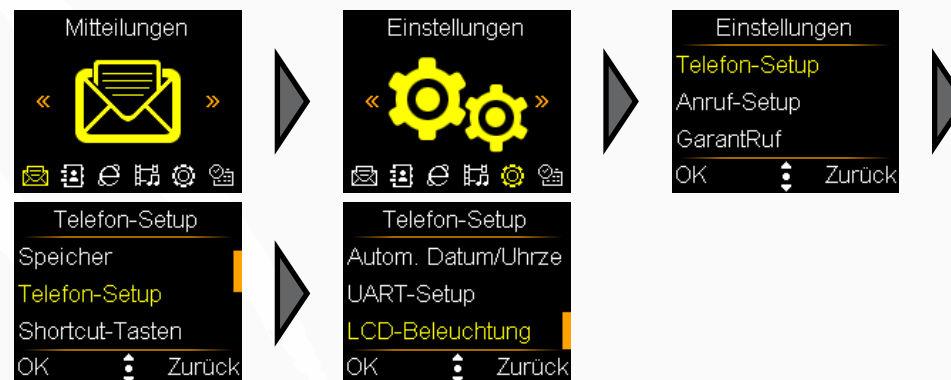 Mitteilungen
« »
Einstellungen
« »
Einstellungen
Telefon-Setup
Anruf-Setup
GarantRuf
OK Zurück
Telefon-Setup
Speicher
Telefon-Setup
Shortcut-Tasten
OK Zurück
Telefon-Setup
Autom. Datum/Uhrze
UART-Setup
LCD-Beleuchtung
OK Zurück